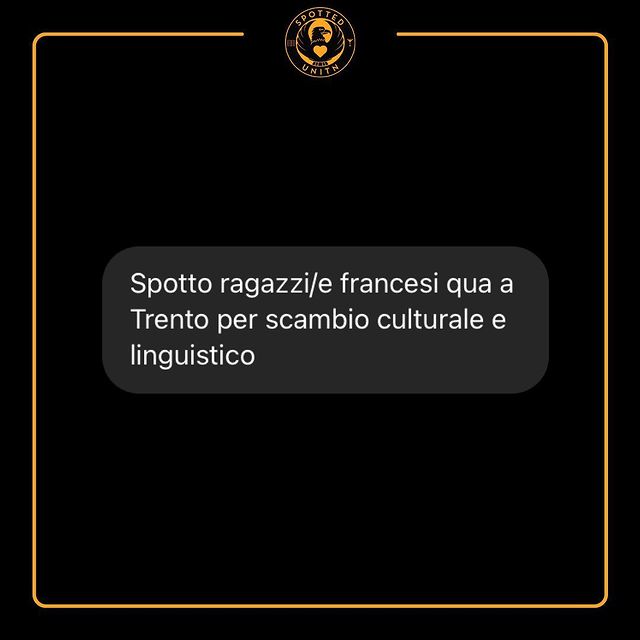 SPOTTED
UNITN
Spotto ragazzi/e francesi qua a
Trento per scambio culturale e
linguistico